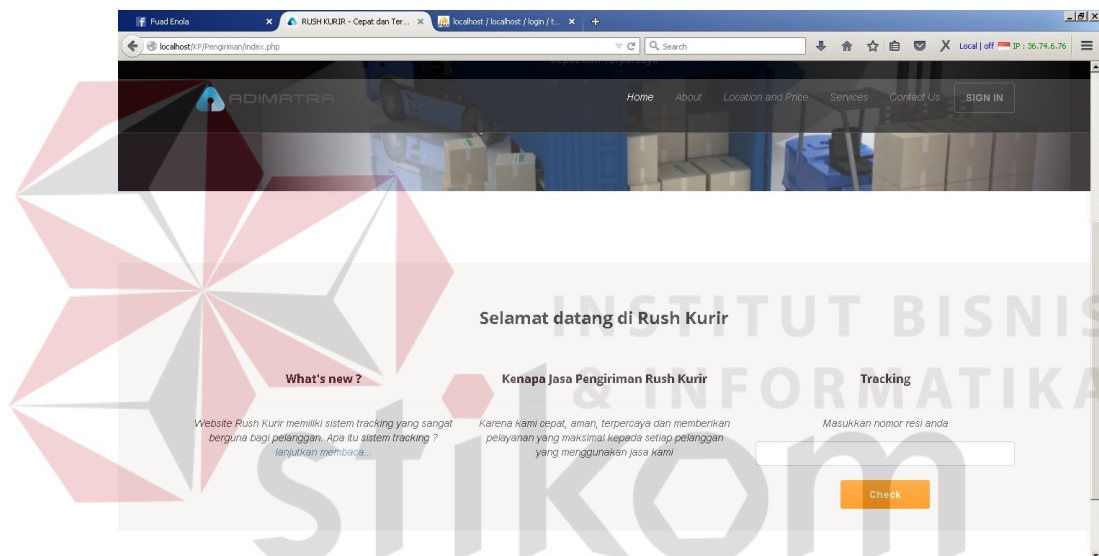 Fuad Enola
RUSH KURIR - Cepat dan Ter...
localhost / localhost / login / t...
localhost/KP/Pengiriman/index.php
Search
Local | off IP : 36.74.6.76
Cepat dan Terpercaya
ADIMATRA
Home About Location and Price Services Contact Us SIGN IN
INSTITUT BISNIS
& INFORMATIKA
stikom
Selamat datang di Rush Kurir
What's new ?
Website Rush Kurir memiliki sistem tracking yang sangat
berguna bagi pelanggan. Apa itu sistem tracking ?
lanjutkan membaca...
Kenapa Jasa Pengiriman Rush Kurir
Karena kami cepat, aman, terpercaya dan memberikan
pelayanan yang maksimal kepada setiap pelanggan
yang menggunakan jasa kami
Tracking
Masukkan nomor resi anda
Check